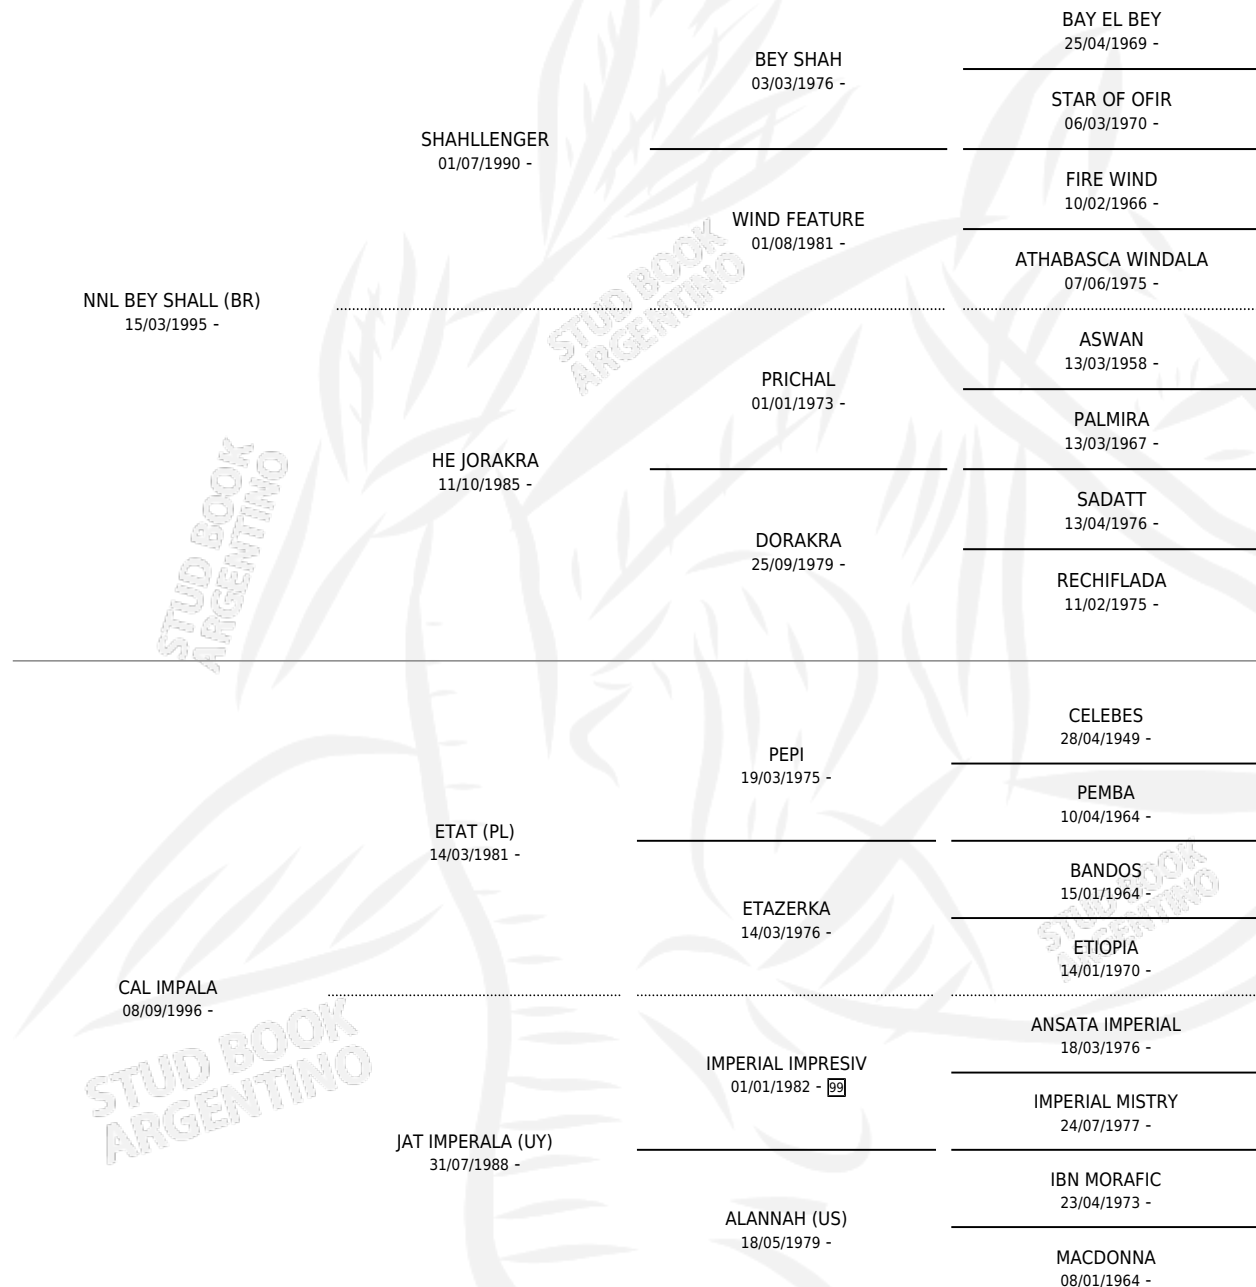 BAY EL BEY
25/04/1969 -
BEY SHAH
03/03/1976 -
STAR OF OFIR
06/03/1970 -
SHAHLLENGER
01/07/1990 -
FIRE WIND
10/02/1966 -
WIND FEATURE
01/08/1981 -
ATHABASCA WINDALA
07/06/1975 -
NNL BEY SHALL (BR)
15/03/1995 -
ASWAN
13/03/1958 -
PRICHAL
01/01/1973 -
PALMIRA
13/03/1967 -
HE JORAKRA
11/10/1985 -
SADATT
13/04/1976 -
DORAKRA
25/09/1979 -
RECHIFLADA
11/02/1975 -
CELEBES
28/04/1949 -
PEPI
19/03/1975 -
PEMBA
10/04/1964 -
ETAT (PL)
14/03/1981 -
BANDOS
15/01/1964 -
ETAZERKA
14/03/1976 -
ETIOPIA
14/01/1970 -
CAL IMPALA
08/09/1996 -
ANSATA IMPERIAL
18/03/1976 -
IMPERIAL IMPRESIV
01/01/1982 - 99
IMPERIAL MISTRY
24/07/1977 -
JAT IMPERALA (UY)
31/07/1988 -
IBN MORAFIC
23/04/1973 -
ALANNAH (US)
18/05/1979 -
MACDONNA
08/01/1964 -
STUD BOOK
ARGENTINO
STUD BOOK
ARGENTINO
STUD BOOK
ARGENTINO
STUD BOOK
ARGENTINO